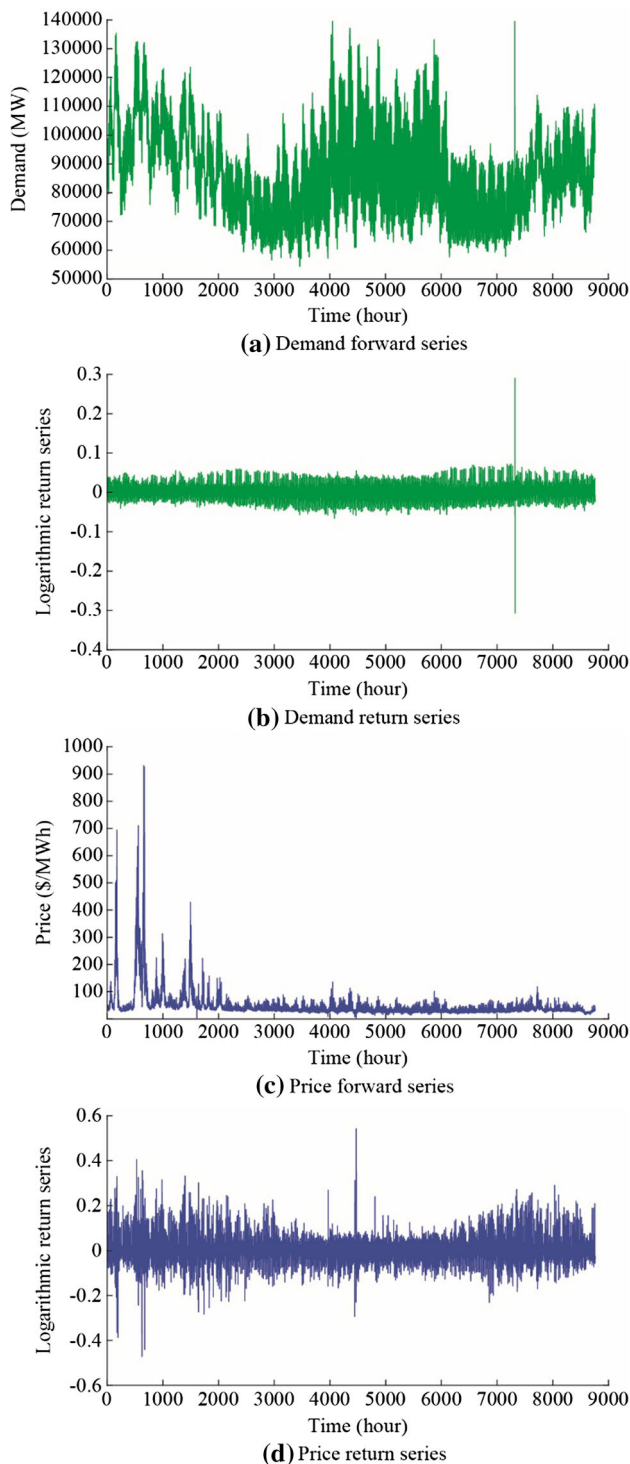 140000
130000
120000
110000
100000
90000
80000
70000
60000
50000
Demand (MW)
0 1000 2000 3000 4000 5000 6000 7000 8000 9000
Time (hour)
(a) Demand forward series
0.3
0.2
0.1
0
-0.1
-0.2
-0.3
-0.4
Logarithmic return series
0 1000 2000 3000 4000 5000 6000 7000 8000 9000
Time (hour)
(b) Demand return series
1000
900
800
700
600
500
400
300
200
100
Price ($/MWh)
0 1000 2000 3000 4000 5000 6000 7000 8000 9000
Time (hour)
(c) Price forward series
0.6
0.4
0.2
0
-0.2
-0.4
-0.6
Logarithmic return series
0 1000 2000 3000 4000 5000 6000 7000 8000 9000
Time (hour)
(d) Price return series